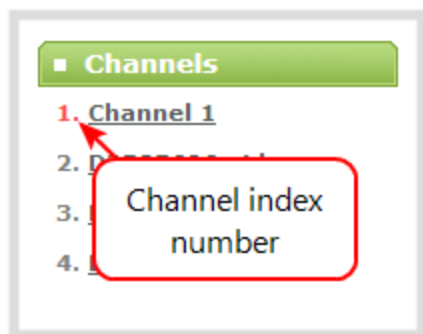 Channels
1. Channel 1
2.
3.
4.
Channel index
number